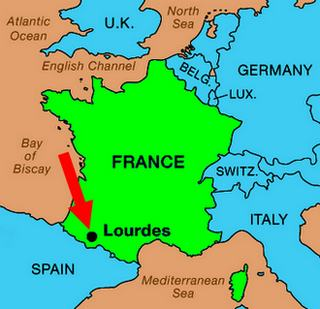 Atlantic
Ocean
U.K.
North
Sea
English Channel
BELG.
GERMANY
LUX.
Bay
of
Biscay
FRANCE
SWITZ.
Lourdes
ITALY
SPAIN
Mediterranean
Sea